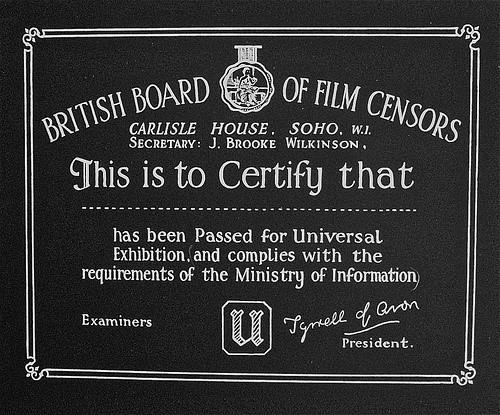 BRITISH BOARD OF FILM CENSORS
CARLISLE HOUSE, SOHO, W.1.
SECRETARY: J. BROOKE WILKINSON,
This is to Certify that
has been Passed for Universal
Exhibition, and complies with the
requirements of the Ministry of Information
Examiners
U
Tyrrell of Avon
President.